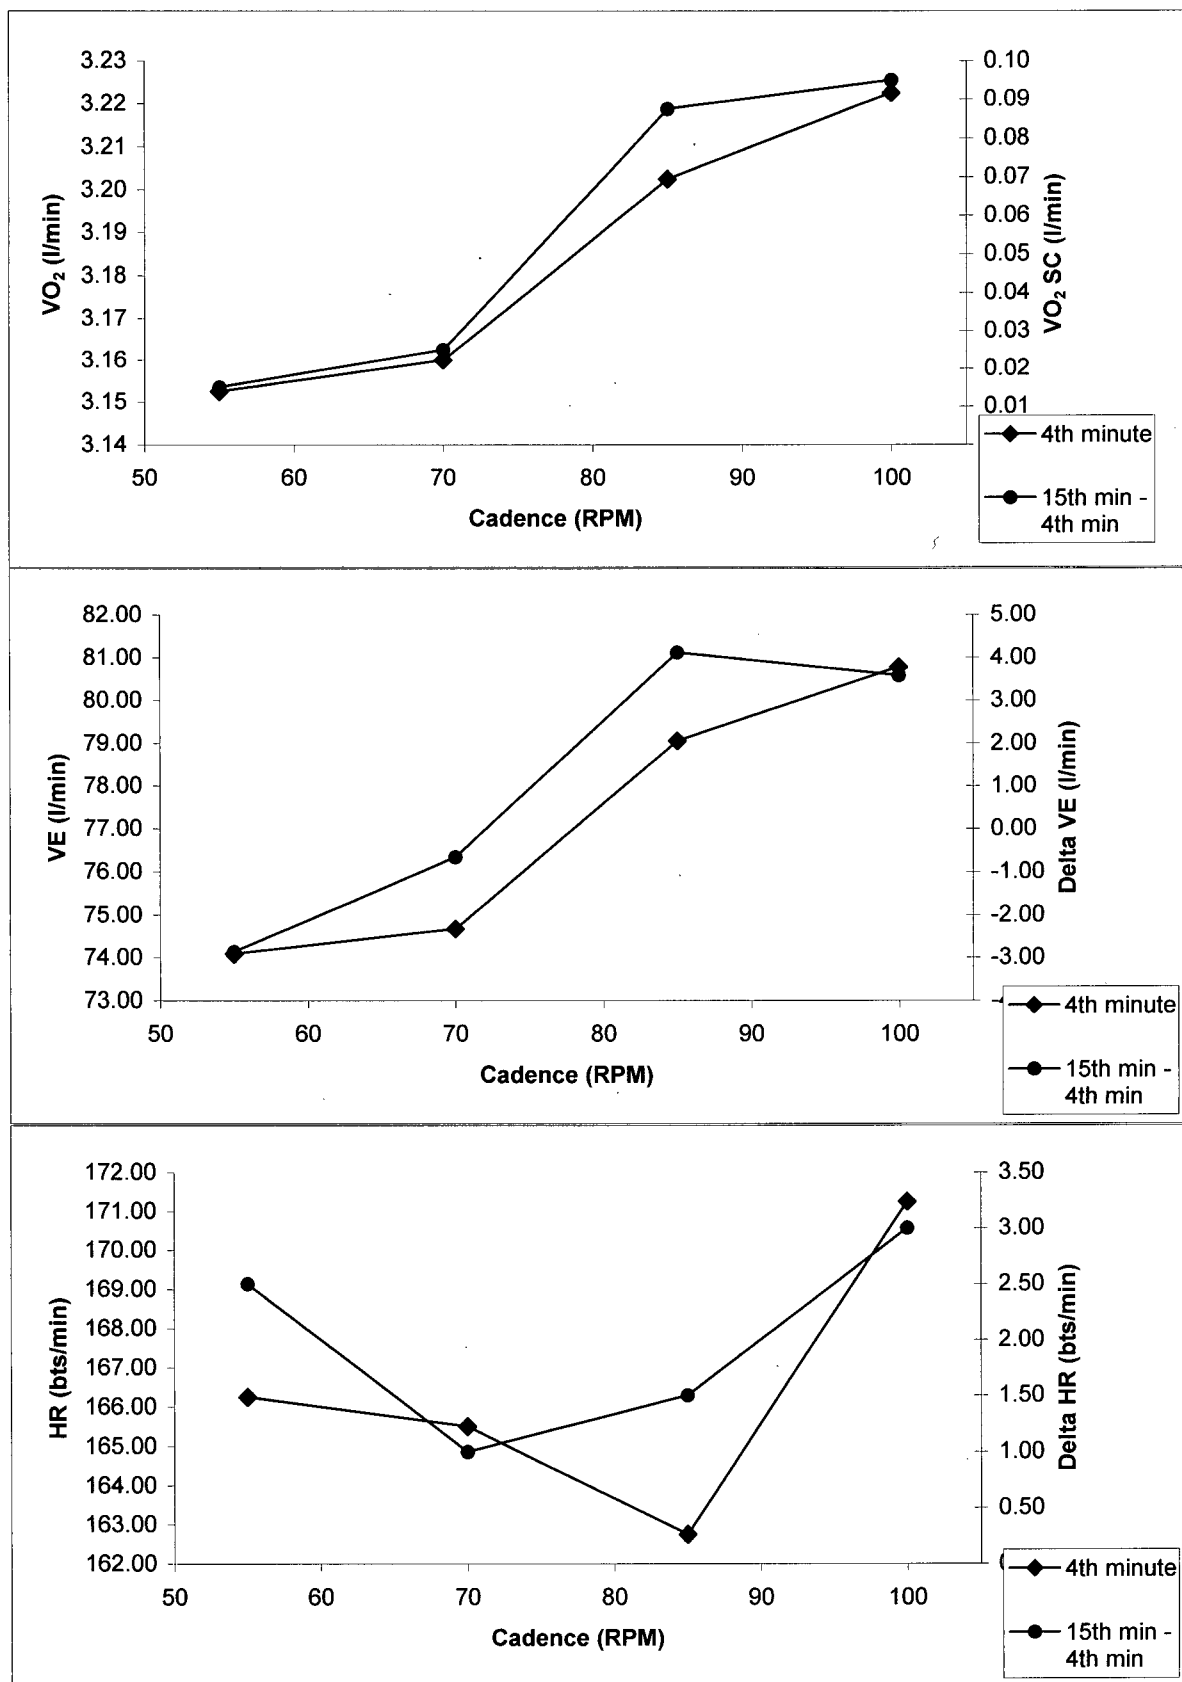 3.23
3.22
3.21
3.20
3.19
3.18
3.17
3.16
3.15
3.14
VO₂ (l/min)
0.10
0.09
0.08
0.07
0.06
0.05
0.04
0.03
0.02
0.01
VO₂ SC (l/min)
50 60 70 80 90 100
Cadence (RPM)
4th minute
15th min -
4th min
82.00
81.00
80.00
79.00
78.00
77.00
76.00
75.00
74.00
73.00
VE (l/min)
5.00
4.00
3.00
2.00
1.00
0.00
-1.00
-2.00
-3.00
Delta VE (l/min)
50 60 70 80 90 100
Cadence (RPM)
4th minute
15th min -
4th min
172.00
171.00
170.00
169.00
168.00
167.00
166.00
165.00
164.00
163.00
162.00
HR (bts/min)
3.50
3.00
2.50
2.00
1.50
1.00
0.50
Delta HR (bts/min)
50 60 70 80 90 100
Cadence (RPM)
4th minute
15th min -
4th min